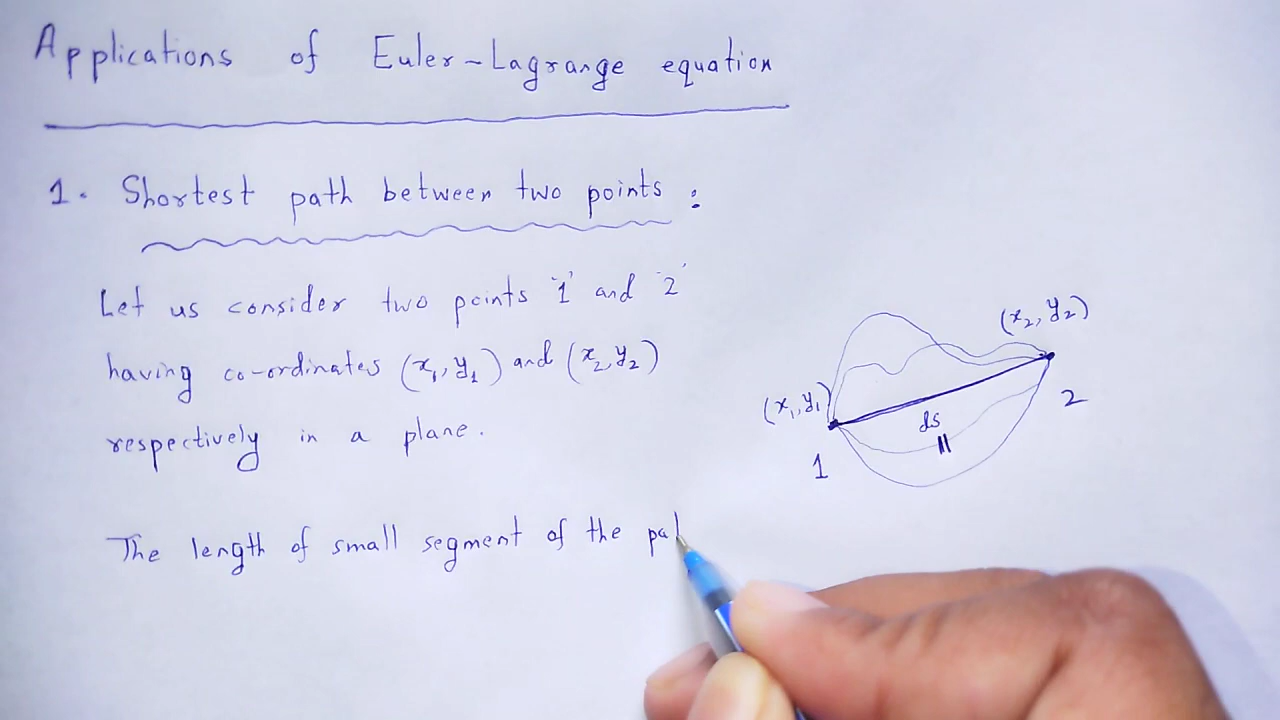 Applications of Euler-Lagrange equation
1. Shortest path between two points :
Let us consider two points '1' and '2'
having co-ordinates (x₁, y₁) and (x₂, y₂)
respectively in a plane.
The length of small segment of the
(x₂, y₂)
(x₁, y₁)
ds
2
1